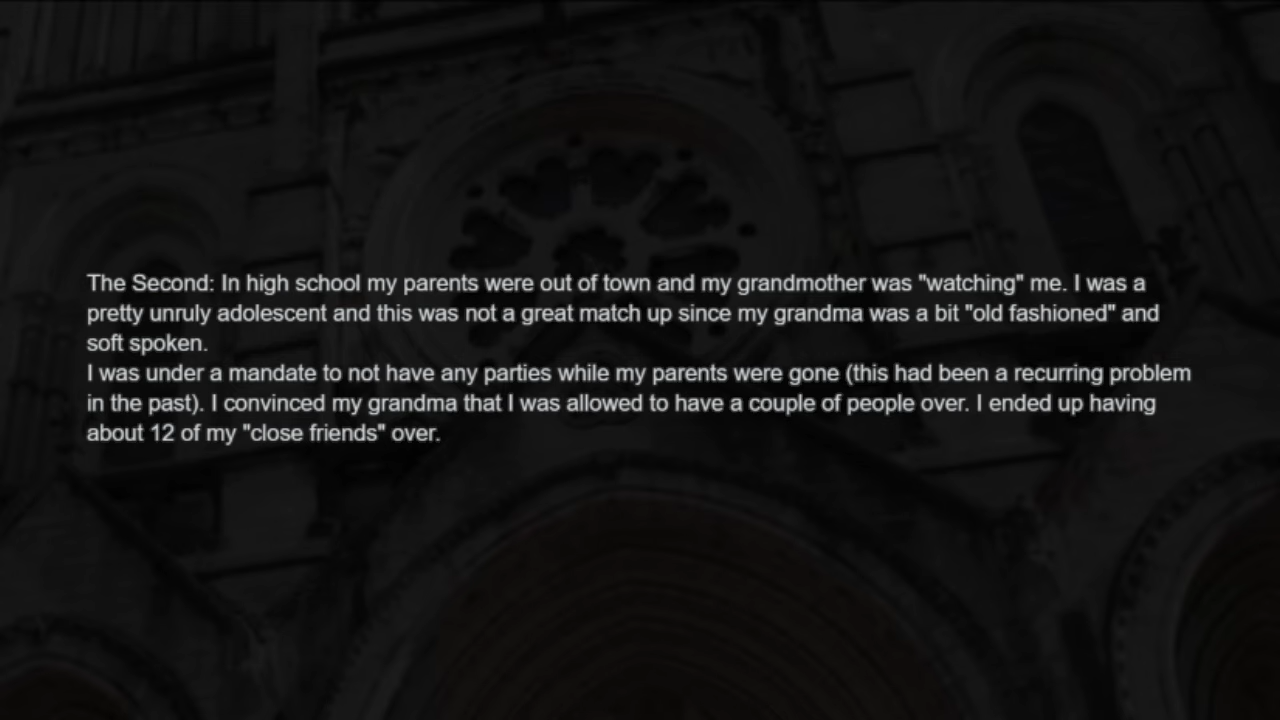 The Second: In high school my parents were out of town and my grandmother was "watching" me. I was a
pretty unruly adolescent and this was not a great match up since my grandma was a bit "old fashioned" and
soft spoken.
I was under a mandate to not have any parties while my parents were gone (this had been a recurring problem
in the past). I convinced my grandma that I was allowed to have a couple of people over. I ended up having
about 12 of my "close friends" over.